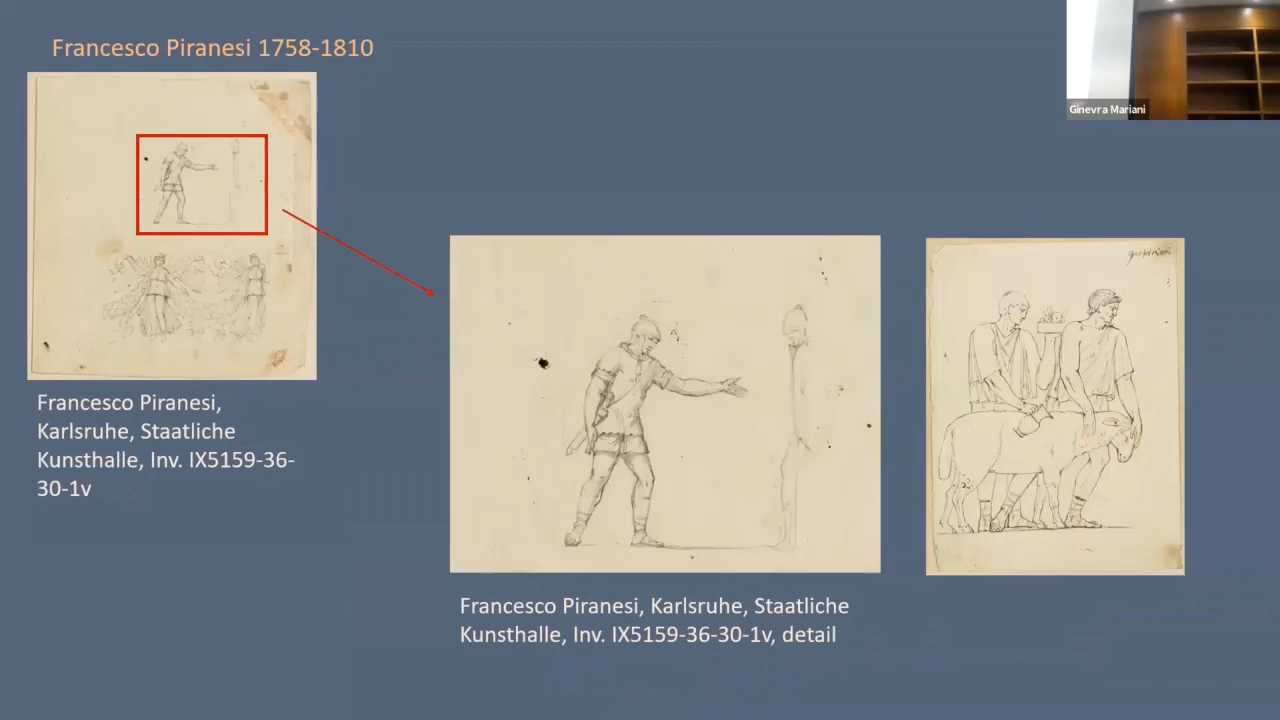 Francesco Piranesi 1758-1810
Ginevra Mariani
Francesco Piranesi,
Karlsruhe, Staatliche
Kunsthalle, Inv. IX5159-36-
30-1v
Francesco Piranesi, Karlsruhe, Staatliche
Kunsthalle, Inv. IX5159-36-30-1v, detail